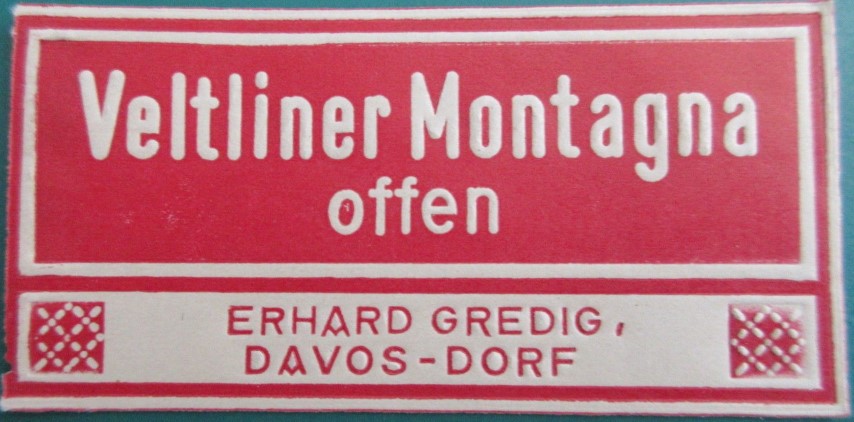 Veltliner Montagna
offen
ERHARD GREDIG,
DAVOS-DORF